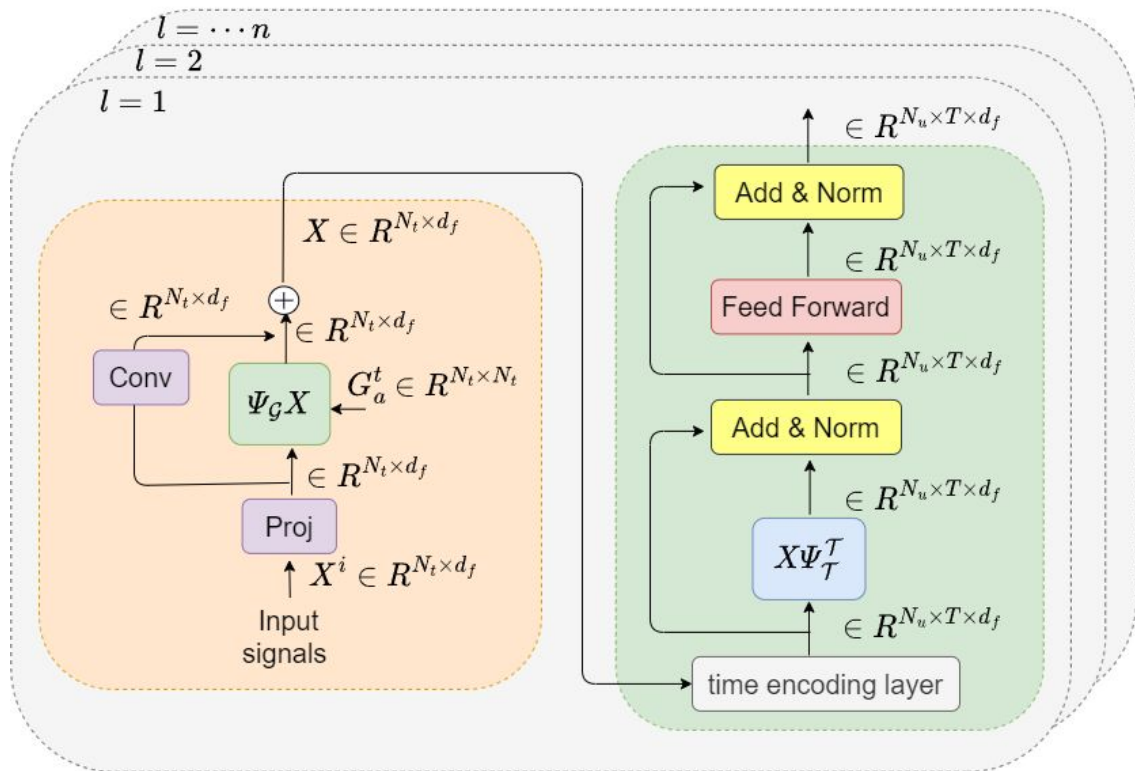 l = ⋯ n
l = 2
l = 1
X ∈ R^{N_t×d_f}
∈ R^{N_t×d_f}
∈ R^{N_t×d_f}
Conv
Ψ_𝒢 X
G_a^t ∈ R^{N_t×N_t}
∈ R^{N_t×d_f}
Proj
X^i ∈ R^{N_t×d_f}
Input
signals
∈ R^{N_u×T×d_f}
Add & Norm
∈ R^{N_u×T×d_f}
Feed Forward
∈ R^{N_u×T×d_f}
Add & Norm
∈ R^{N_u×T×d_f}
XΨ_𝒯^𝒯
∈ R^{N_u×T×d_f}
time encoding layer